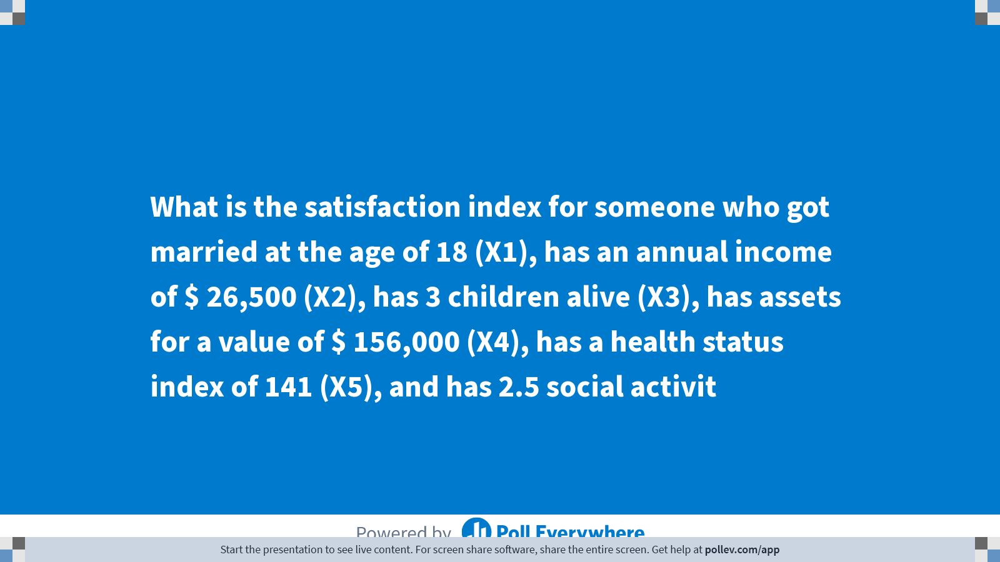 What is the satisfaction index for someone who got
married at the age of 18 (X1), has an annual income
of $ 26,500 (X2), has 3 children alive (X3), has assets
for a value of $ 156,000 (X4), has a health status
index of 141 (X5), and has 2.5 social activit
Powered by Poll Everywhere
Start the presentation to see live content. For screen share software, share the entire screen. Get help at pollev.com/app